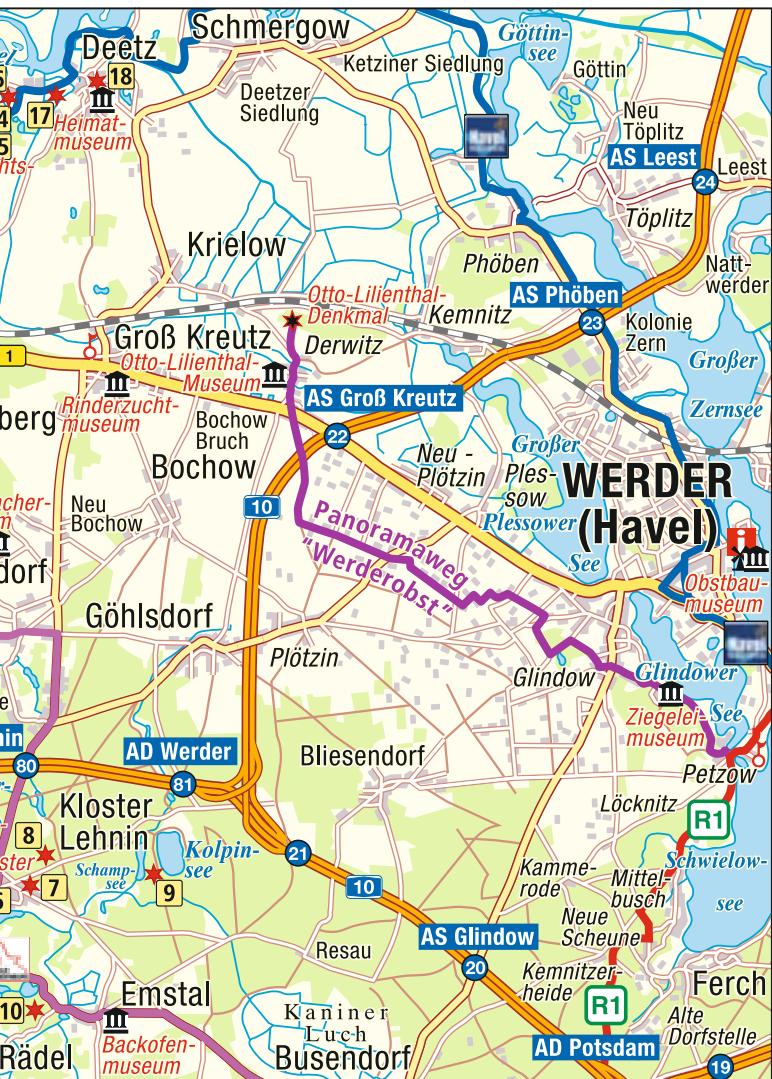 Schmergow
Deetz
18
17
Heimat-
museum
Deetzer
Siedlung
Ketziner Siedlung
Göttin-
see
Göttin
Neu
Töplitz
AS Leest
24
Leest
Töplitz
Krielow
Phöben
Natt-
werder
AS Phöben
23
Otto-Lilienthal-
Denkmal
Kemnitz
Kolonie
Zern
Groß Kreutz
Derwitz
1
Otto-Lilienthal-
Museum
Großer
Zernsee
Rinderzucht-
museum
AS Groß Kreutz
berg
Bochow
Bruch
22
Bochow
Neu -
Plötzin
Großer
Ples-
sow
Plessower
See
WERDER
(Havel)
acher-
Neu
Bochow
10
Panoramaweg
"Werderobst"
i
dorf
Obstbau-
museum
Göhlsdorf
Plötzin
Glindow
Glindower
See
Ziegelei-
museum
nin
AD Werder
80
81
Bliesendorf
Petzow
Kloster
Lehnin
Löcknitz
R1
8
Kolpin-
see
21
Schamp-
see
Schwielow-
see
ster
7
9
10
Kamme-
rode
Mittel-
busch
Neue
Scheune
AS Glindow
Resau
20
Kemnitzer-
heide
Ferch
Emstal
R1
10
Kaniner
Luch
Alte
Dorfstelle
Backofen-
museum
Rädel
Busendorf
AD Potsdam
19